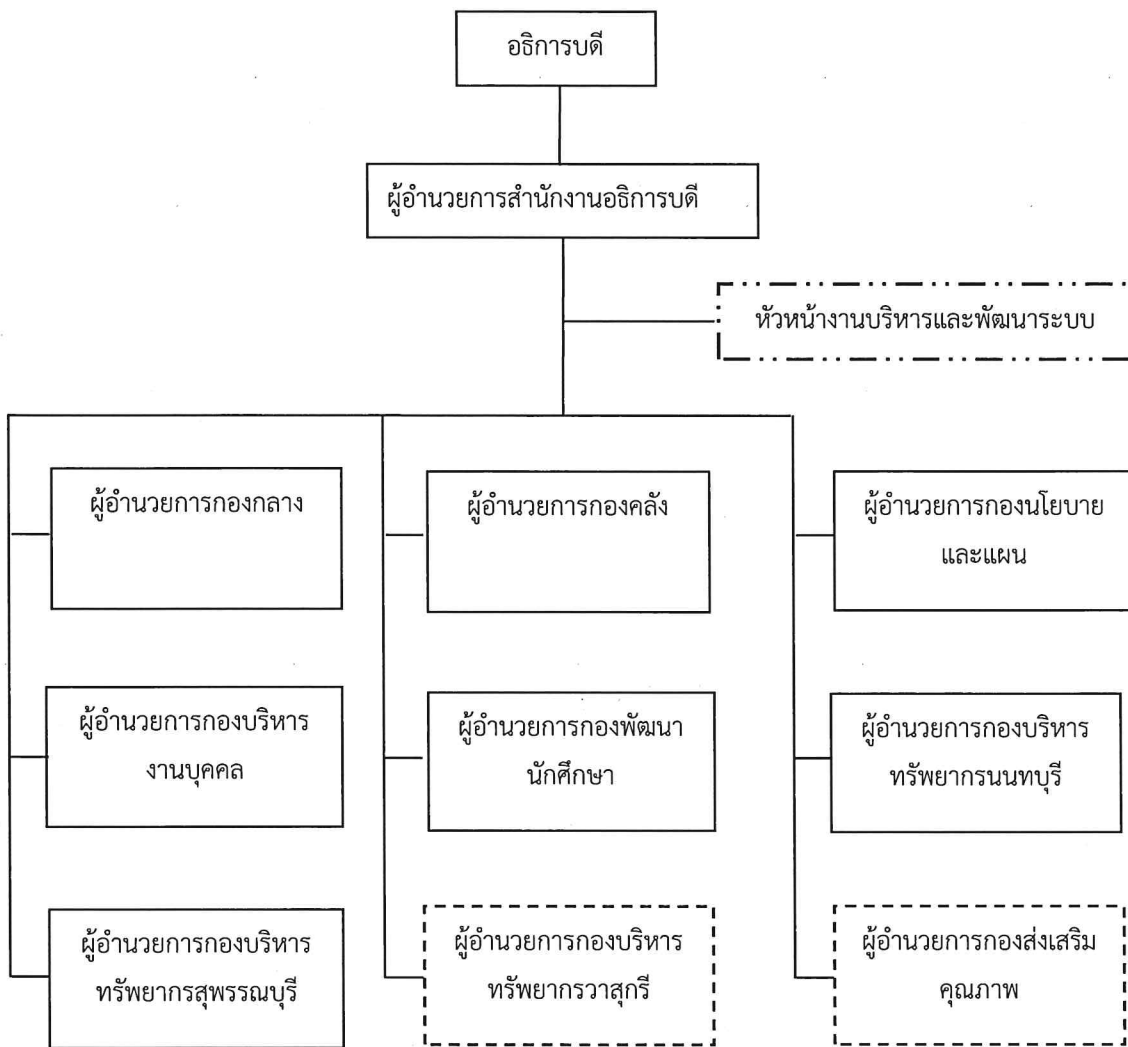 อธิการบดี
ผู้อำนวยการสำนักงานอธิการบดี
หัวหน้างานบริหารและพัฒนาระบบ
ผู้อำนวยการกองกลาง
ผู้อำนวยการกองคลัง
ผู้อำนวยการกองนโยบาย
และแผน
ผู้อำนวยการกองบริหาร
งานบุคคล
ผู้อำนวยการกองพัฒนา
นักศึกษา
ผู้อำนวยการกองบริหาร
ทรัพยากรนนทบุรี
ผู้อำนวยการกองบริหาร
ทรัพยากรสุพรรณบุรี
ผู้อำนวยการกองบริหาร
ทรัพยากรวาสุกรี
ผู้อำนวยการกองส่งเสริม
คุณภาพ